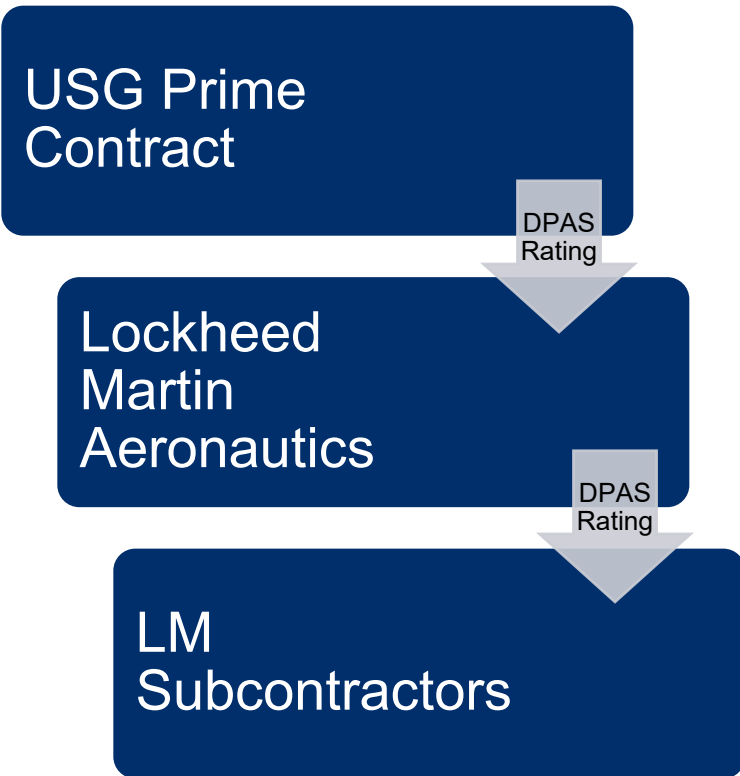 USG Prime
Contract
DPAS
Rating
Lockheed
Martin
Aeronautics
DPAS
Rating
LM
Subcontractors